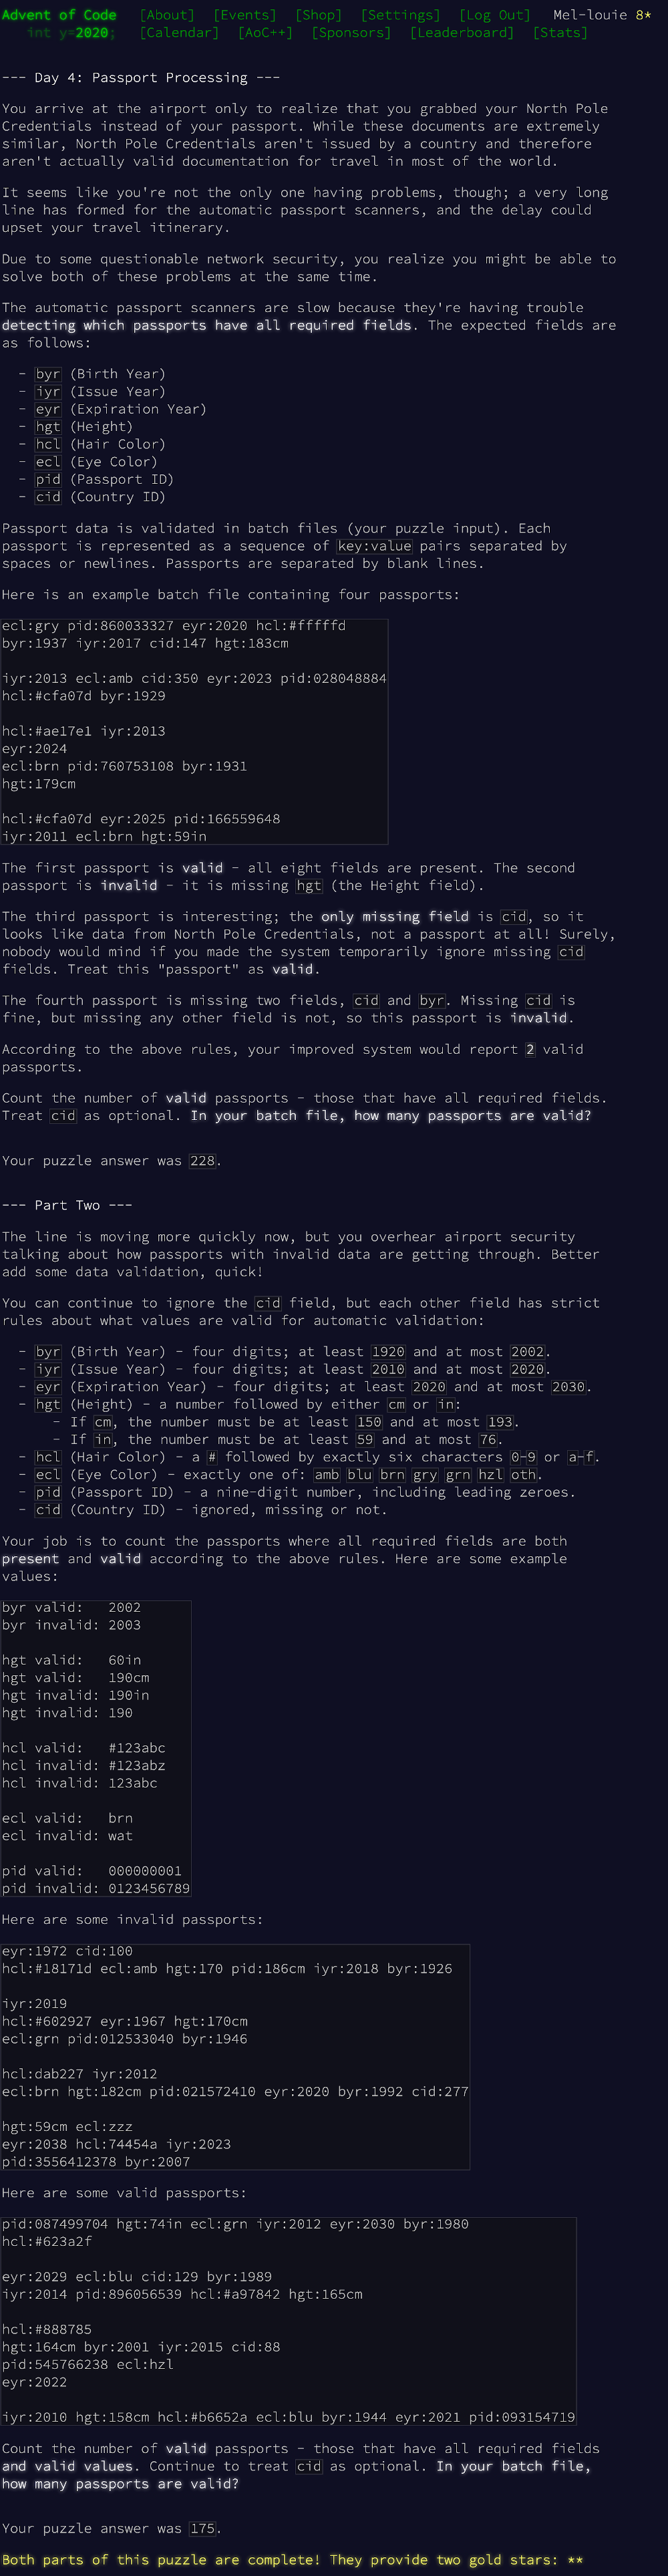 Advent of Code [About] [Events] [Shop] [Settings] [Log Out] Mel-louie 8*
int y=2020; [Calendar] [AoC++] [Sponsors] [Leaderboard] [Stats]
--- Day 4: Passport Processing ---
You arrive at the airport only to realize that you grabbed your North Pole
Credentials instead of your passport. While these documents are extremely
similar, North Pole Credentials aren't issued by a country and therefore
aren't actually valid documentation for travel in most of the world.
It seems like you're not the only one having problems, though; a very long
line has formed for the automatic passport scanners, and the delay could
upset your travel itinerary.
Due to some questionable network security, you realize you might be able to
solve both of these problems at the same time.
The automatic passport scanners are slow because they're having trouble
detecting which passports have all required fields. The expected fields are
as follows:
- byr (Birth Year)
- iyr (Issue Year)
- eyr (Expiration Year)
- hgt (Height)
- hcl (Hair Color)
- ecl (Eye Color)
- pid (Passport ID)
- cid (Country ID)
Passport data is validated in batch files (your puzzle input). Each
passport is represented as a sequence of key:value pairs separated by
spaces or newlines. Passports are separated by blank lines.
Here is an example batch file containing four passports:
ecl:gry pid:860033327 eyr:2020 hcl:#fffffd
byr:1937 iyr:2017 cid:147 hgt:183cm
iyr:2013 ecl:amb cid:350 eyr:2023 pid:028048884
hcl:#cfa07d byr:1929
hcl:#ae17e1 iyr:2013
eyr:2024
ecl:brn pid:760753108 byr:1931
hgt:179cm
hcl:#cfa07d eyr:2025 pid:166559648
iyr:2011 ecl:brn hgt:59in
The first passport is valid - all eight fields are present. The second
passport is invalid - it is missing hgt (the Height field).
The third passport is interesting; the only missing field is cid, so it
looks like data from North Pole Credentials, not a passport at all! Surely,
nobody would mind if you made the system temporarily ignore missing cid
fields. Treat this "passport" as valid.
The fourth passport is missing two fields, cid and byr. Missing cid is
fine, but missing any other field is not, so this passport is invalid.
According to the above rules, your improved system would report 2 valid
passports.
Count the number of valid passports - those that have all required fields.
Treat cid as optional. In your batch file, how many passports are valid?
Your puzzle answer was 228.
--- Part Two ---
The line is moving more quickly now, but you overhear airport security
talking about how passports with invalid data are getting through. Better
add some data validation, quick!
You can continue to ignore the cid field, but each other field has strict
rules about what values are valid for automatic validation:
- byr (Birth Year) - four digits; at least 1920 and at most 2002.
- iyr (Issue Year) - four digits; at least 2010 and at most 2020.
- eyr (Expiration Year) - four digits; at least 2020 and at most 2030.
- hgt (Height) - a number followed by either cm or in:
- If cm, the number must be at least 150 and at most 193.
- If in, the number must be at least 59 and at most 76.
- hcl (Hair Color) - a # followed by exactly six characters 0-9 or a-f.
- ecl (Eye Color) - exactly one of: amb blu brn gry grn hzl oth.
- pid (Passport ID) - a nine-digit number, including leading zeroes.
- cid (Country ID) - ignored, missing or not.
Your job is to count the passports where all required fields are both
present and valid according to the above rules. Here are some example
values:
byr valid: 2002
byr invalid: 2003
hgt valid: 60in
hgt valid: 190cm
hgt invalid: 190in
hgt invalid: 190
hcl valid: #123abc
hcl invalid: #123abz
hcl invalid: 123abc
ecl valid: brn
ecl invalid: wat
pid valid: 000000001
pid invalid: 0123456789
Here are some invalid passports:
eyr:1972 cid:100
hcl:#18171d ecl:amb hgt:170 pid:186cm iyr:2018 byr:1926
iyr:2019
hcl:#602927 eyr:1967 hgt:170cm
ecl:grn pid:012533040 byr:1946
hcl:dab227 iyr:2012
ecl:brn hgt:182cm pid:021572410 eyr:2020 byr:1992 cid:277
hgt:59cm ecl:zzz
eyr:2038 hcl:74454a iyr:2023
pid:3556412378 byr:2007
Here are some valid passports:
pid:087499704 hgt:74in ecl:grn iyr:2012 eyr:2030 byr:1980
hcl:#623a2f
eyr:2029 ecl:blu cid:129 byr:1989
iyr:2014 pid:896056539 hcl:#a97842 hgt:165cm
hcl:#888785
hgt:164cm byr:2001 iyr:2015 cid:88
pid:545766238 ecl:hzl
eyr:2022
iyr:2010 hgt:158cm hcl:#b6652a ecl:blu byr:1944 eyr:2021 pid:093154719
Count the number of valid passports - those that have all required fields
and valid values. Continue to treat cid as optional. In your batch file,
how many passports are valid?
Your puzzle answer was 175.
Both parts of this puzzle are complete! They provide two gold stars: **